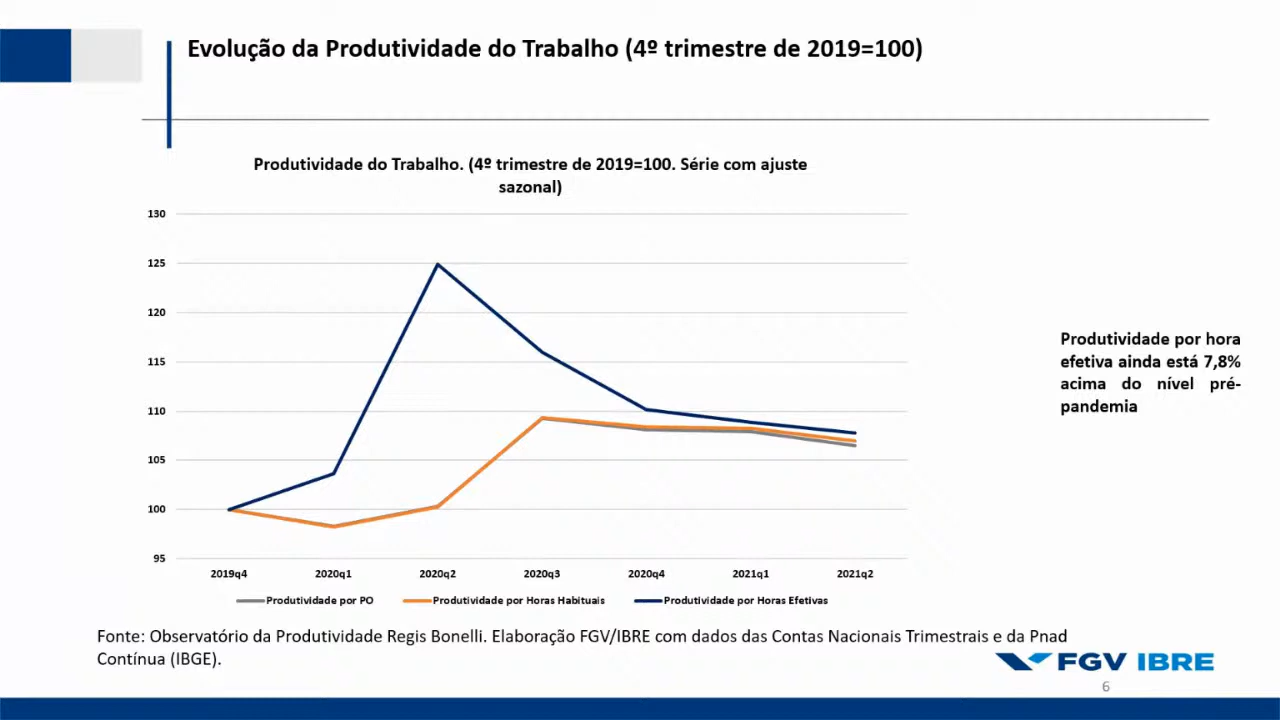 Evolução da Produtividade do Trabalho (4º trimestre de 2019=100)
Produtividade do Trabalho. (4º trimestre de 2019=100. Série com ajuste
sazonal)
130
125
120
115
110
105
100
95
2019q4 2020q1 2020q2 2020q3 2020q4 2021q1 2021q2
Produtividade por PO Produtividade por Horas Habituais Produtividade por Horas Efetivas
Produtividade por hora
efetiva ainda está 7,8%
acima do nível pré-
pandemia
Fonte: Observatório da Produtividade Regis Bonelli. Elaboração FGV/IBRE com dados das Contas Nacionais Trimestrais e da Pnad
Contínua (IBGE).
FGV IBRE
6